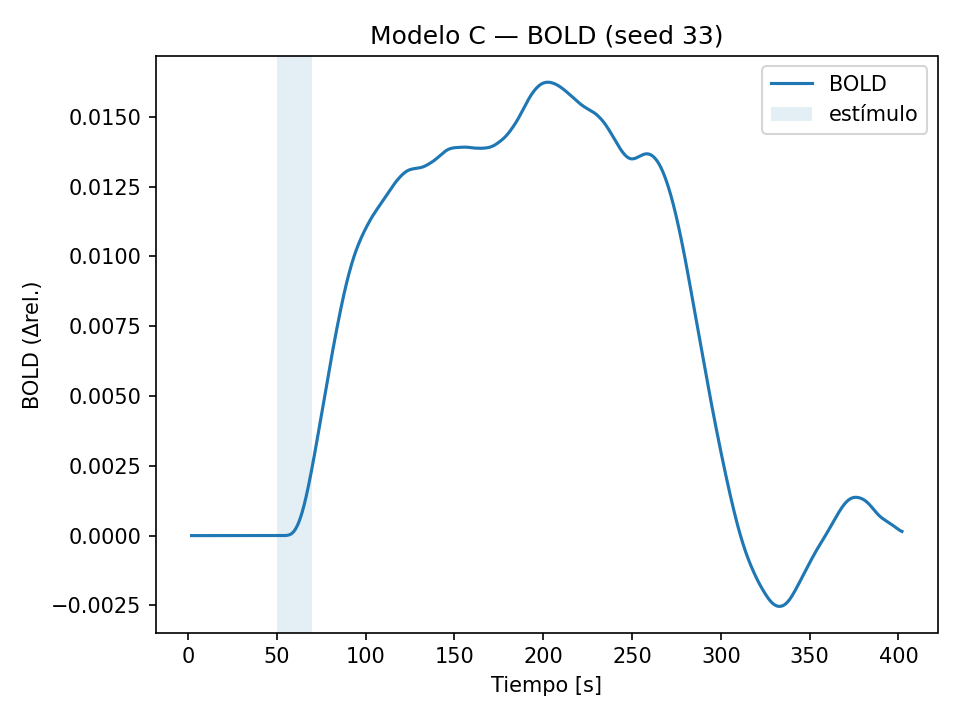 Modelo C — BOLD (seed 33)
BOLD
estímulo
BOLD (Δrel.)
0.0150
0.0125
0.0100
0.0075
0.0050
0.0025
0.0000
−0.0025
0 50 100 150 200 250 300 350 400
Tiempo [s]